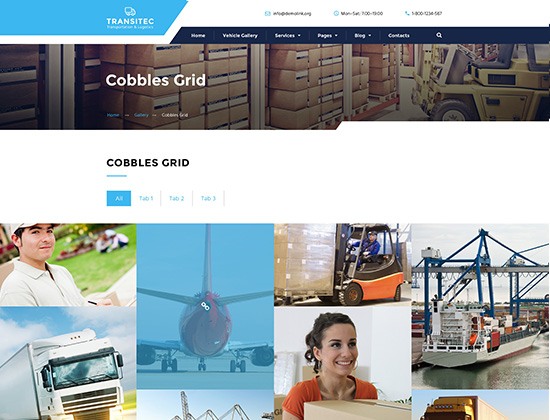 TRANSITEC
Transportation & Logistics
info@demolink.org
Mon–Sat: 7:00–19:00
1-800-1234-567
Home
Vehicle Gallery
Services
Pages
Blog
Contacts
Cobbles Grid
Home — Gallery — Cobbles Grid
COBBLES GRID
All
Tab 1
Tab 2
Tab 3